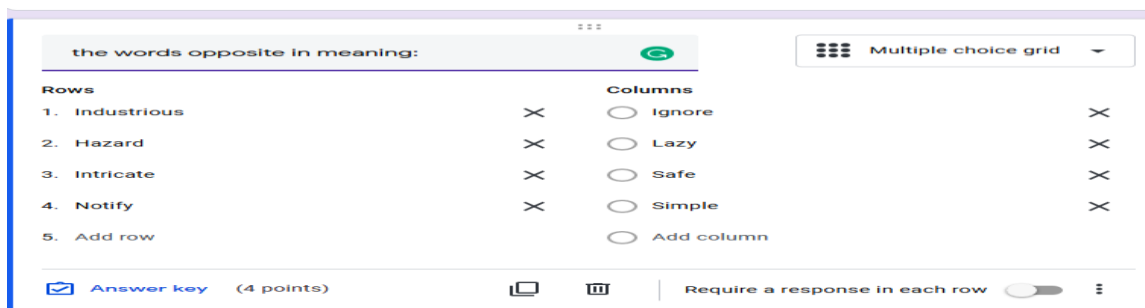 the words opposite in meaning:
Multiple choice grid
Rows
Columns
1. Industrious
Ignore
2. Hazard
Lazy
3. Intricate
Safe
4. Notify
Simple
5. Add row
Add column
Answer key (4 points)
Require a response in each row